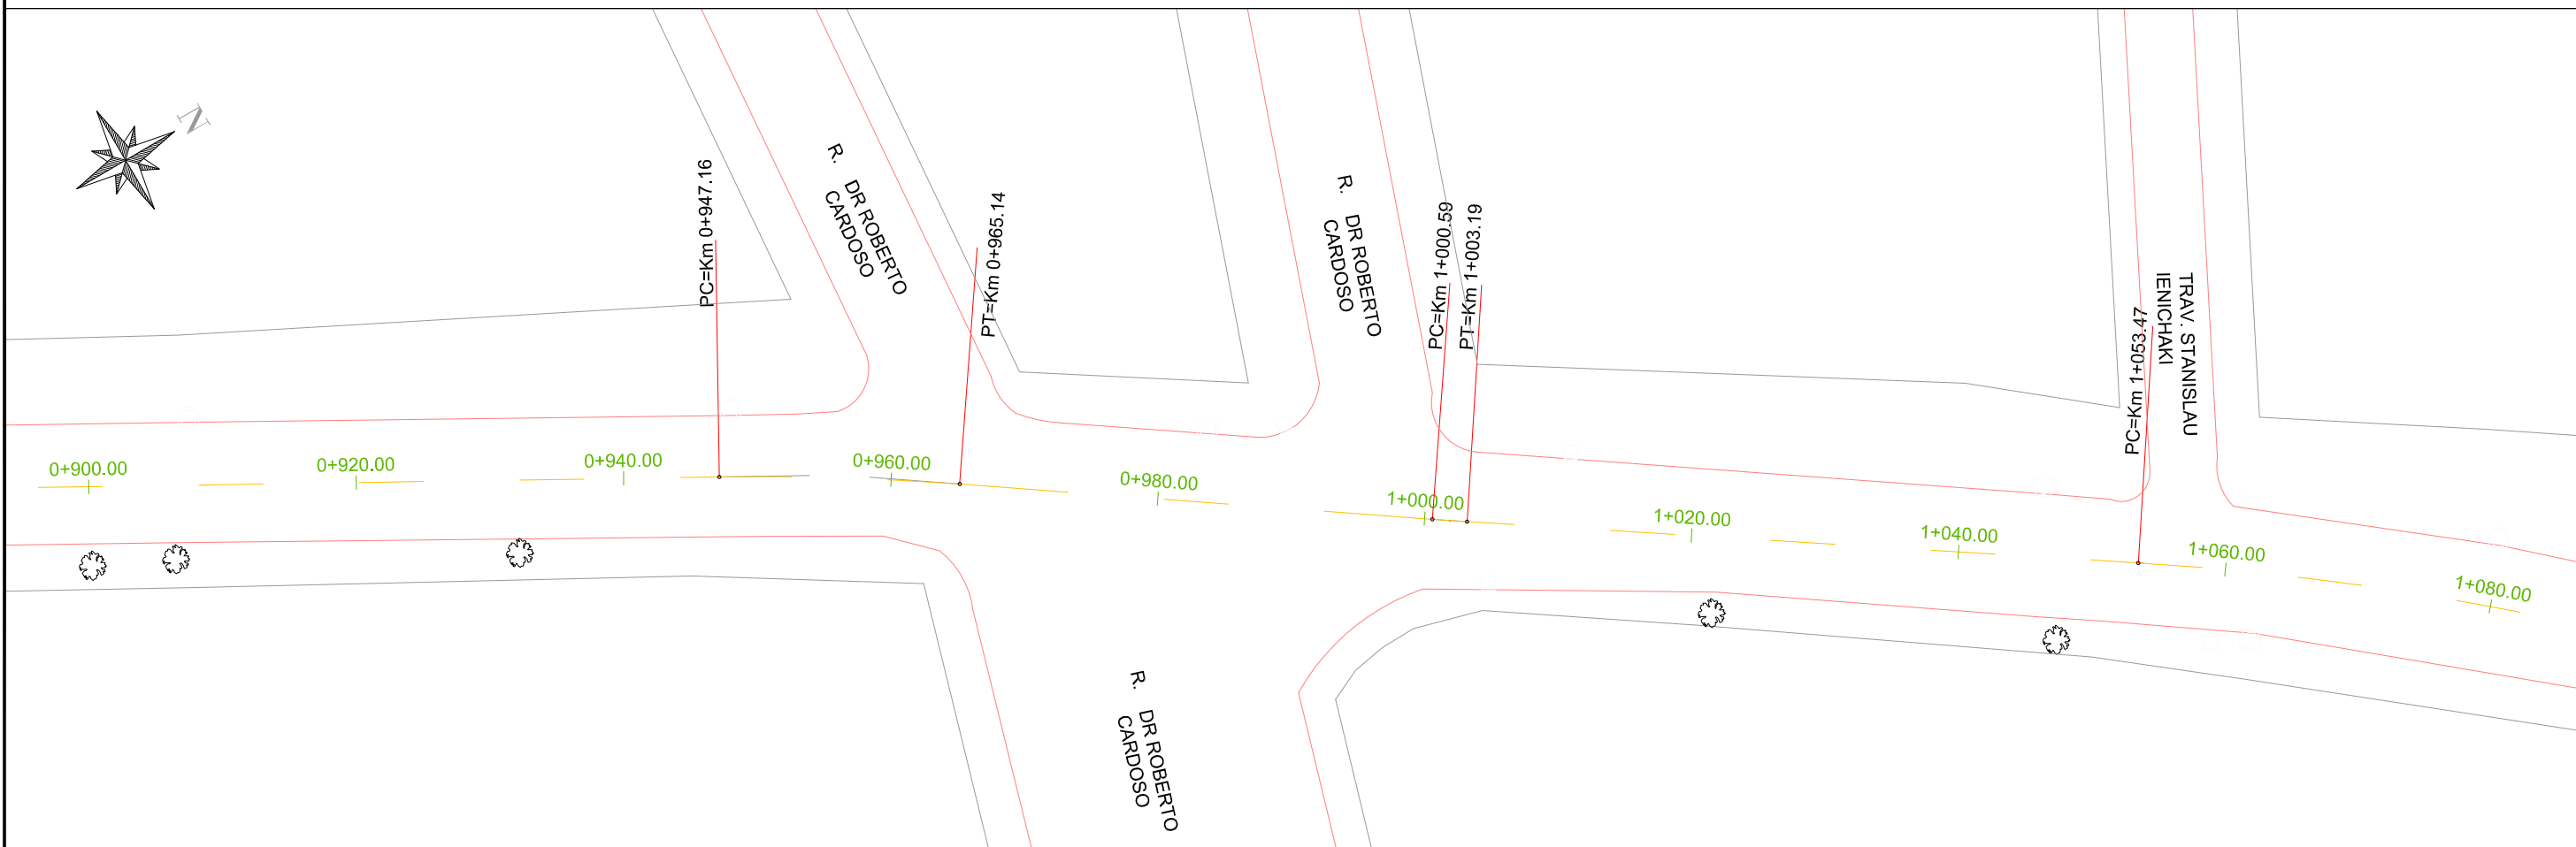 N
PC=Km 0+947.16
R. DR ROBERTO
CARDOSO
PT=Km 0+965.14
R. DR ROBERTO
CARDOSO
PC=Km 1+000.59
PT=Km 1+003.19
PC=Km 1+053.47
TRAV. STANISLAU
IENICHAKI
0+900.00
0+920.00
0+940.00
0+960.00
0+980.00
1+000.00
1+020.00
1+040.00
1+060.00
1+080.00
R. DR ROBERTO
CARDOSO